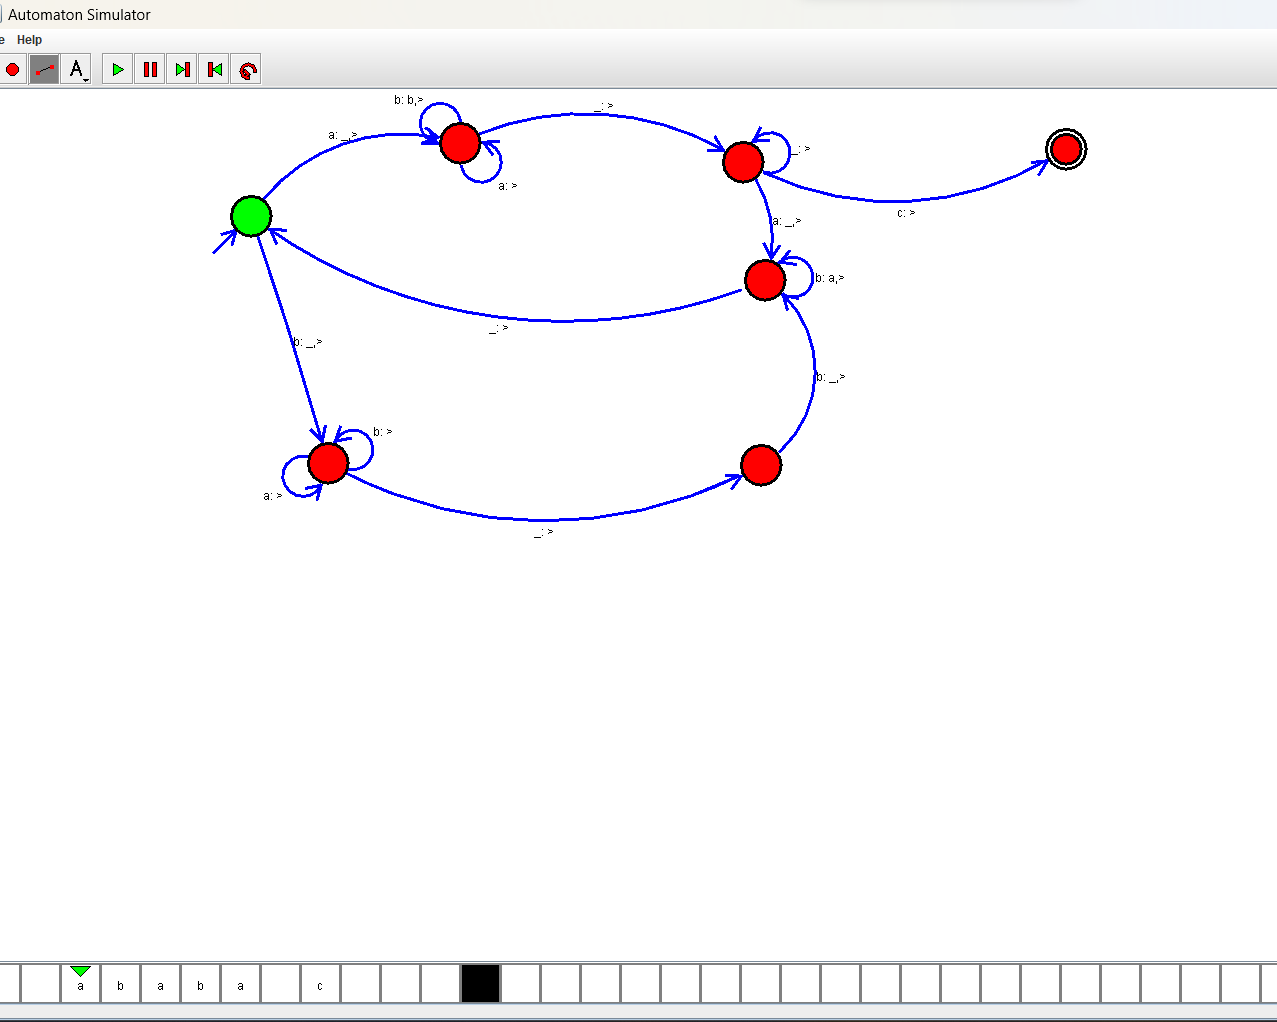 Automaton Simulator
e Help
A
b: b,>
_: >
a: _,>
_: >
a: >
c: >
a: _,>
b: a,>
_: >
b: _,>
b: _,>
b: >
a: >
_: >
a b a b a c